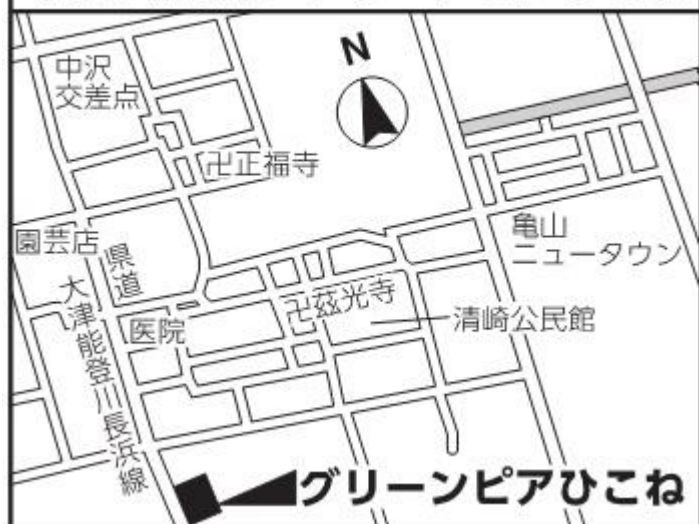 N
中沢
交差点
卍正福寺
園芸店
県道
大津能登川長浜線
亀山
ニュータウン
医院
卍玆光寺
清崎公民館
グリーンピアひこね